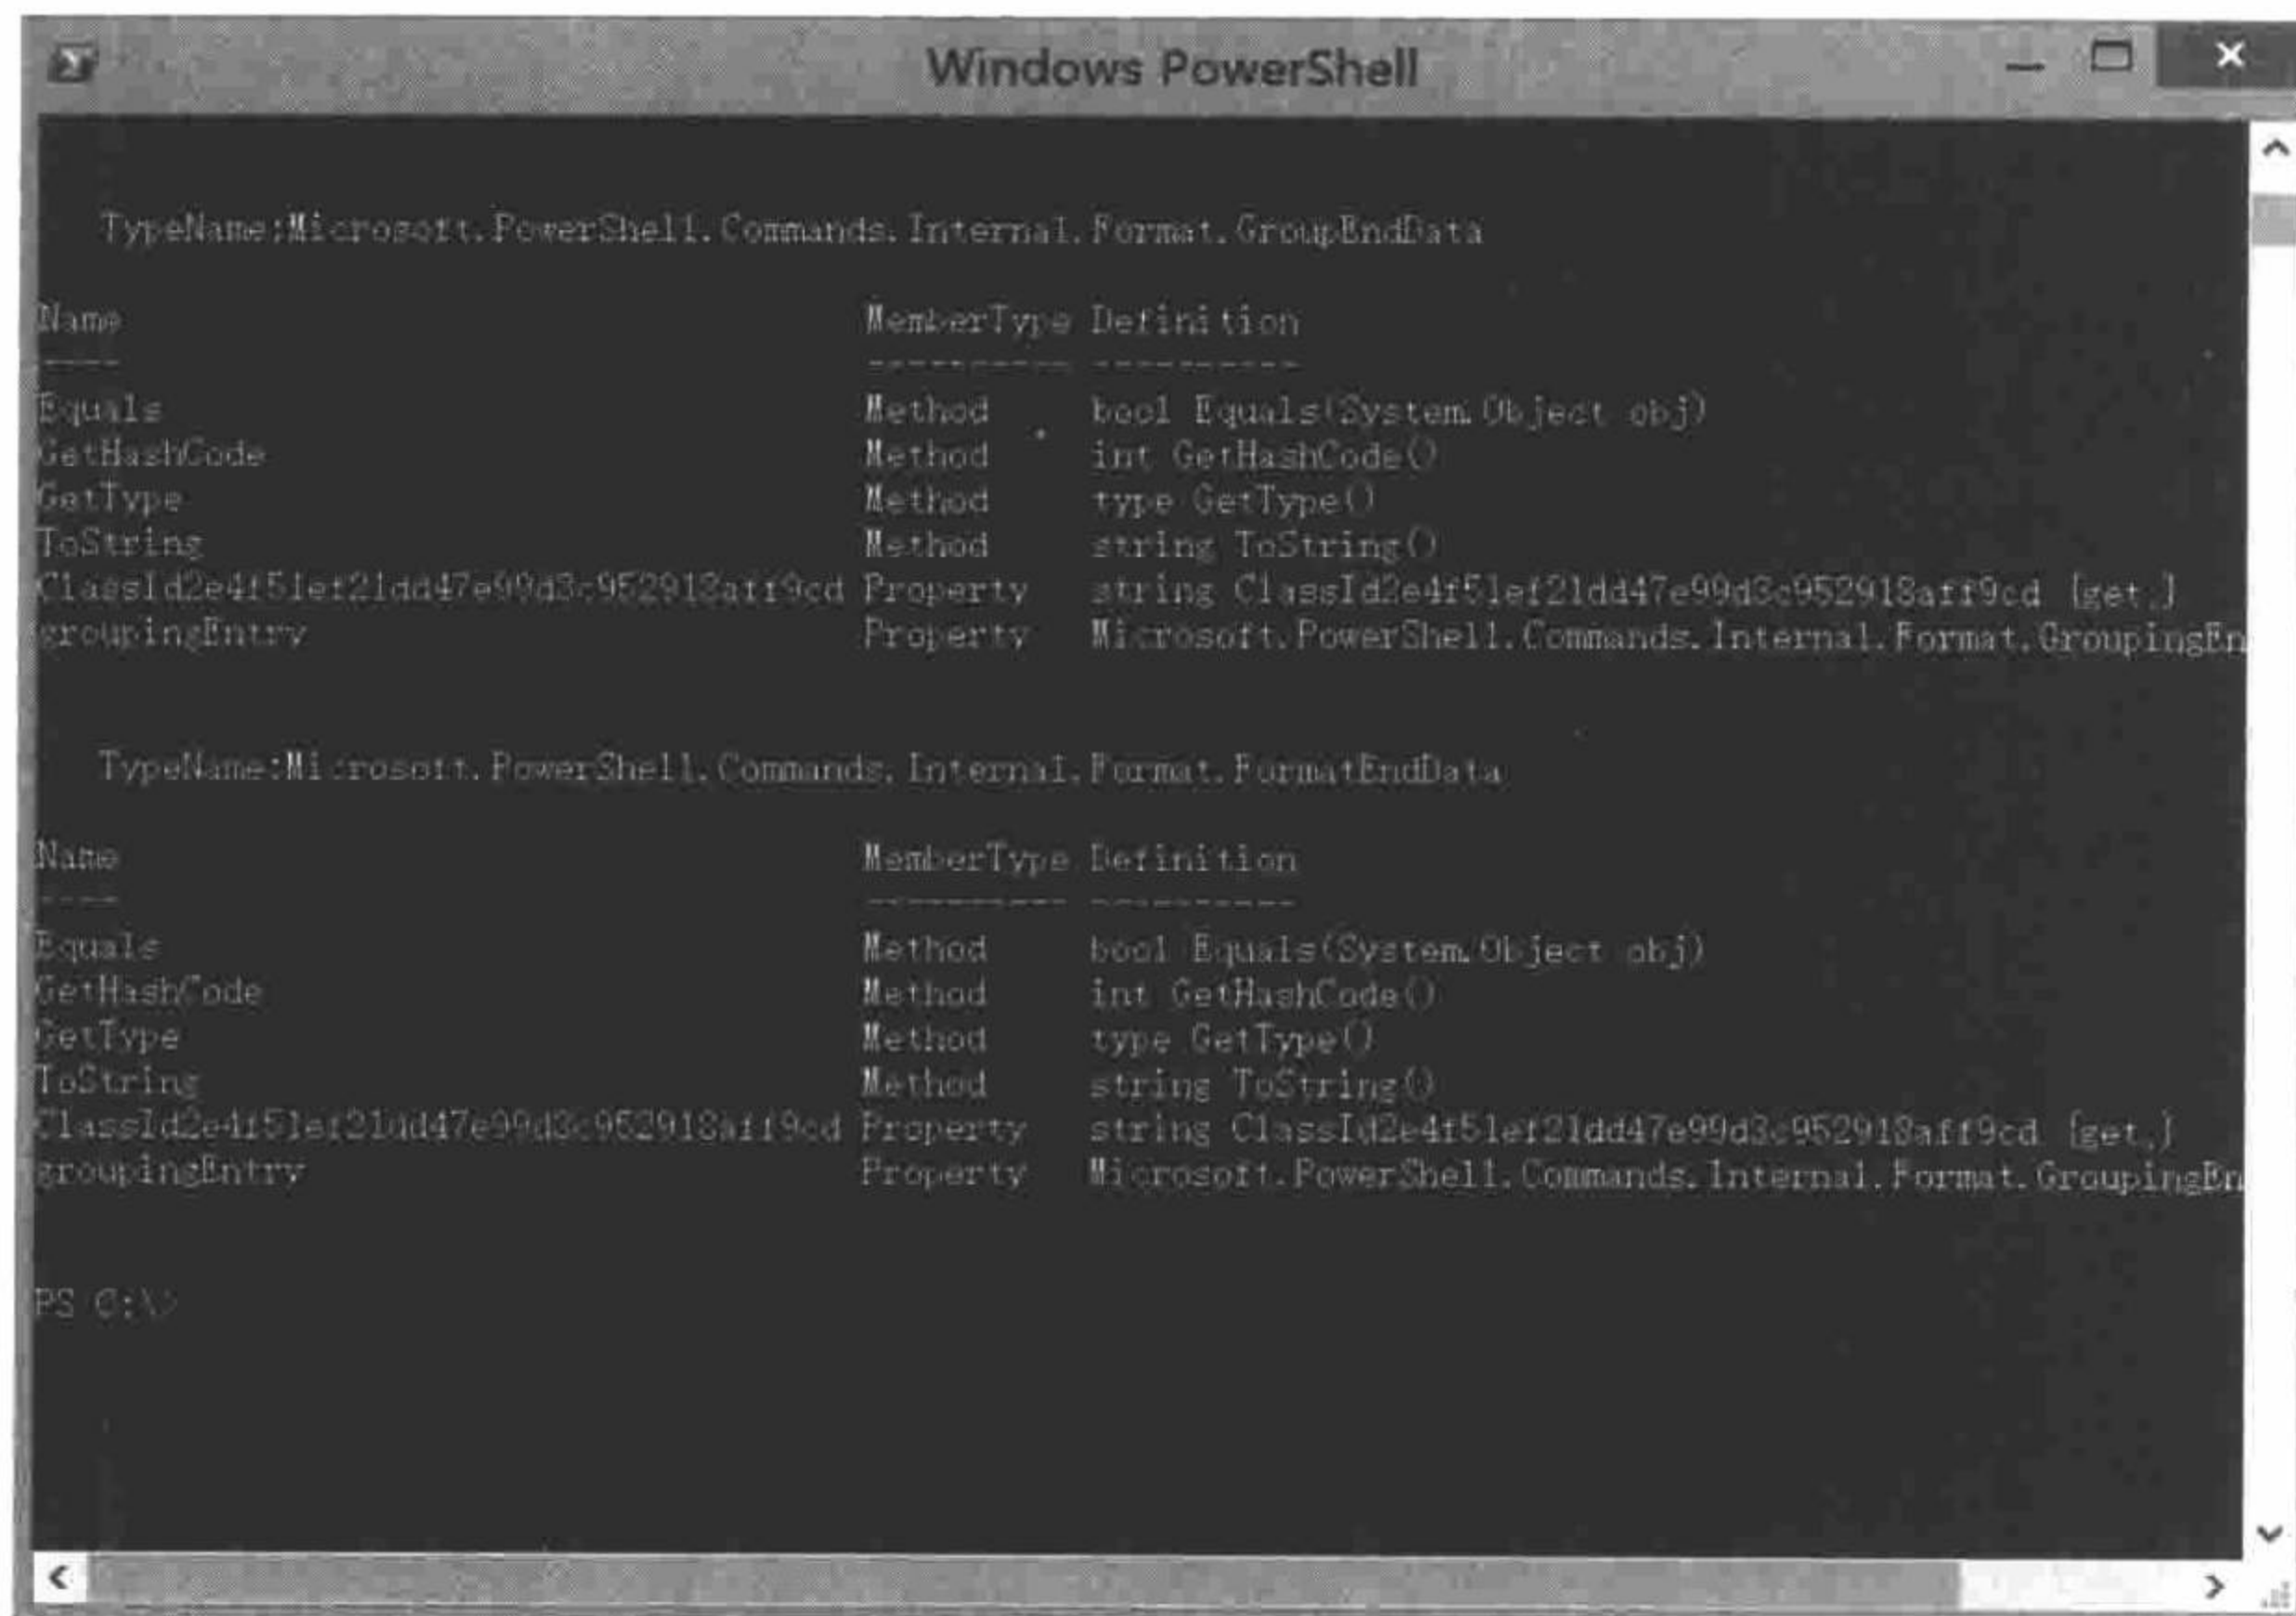 Windows PowerShell
TypeName:Microsoft.PowerShell.Commands.Internal.Format.GroupEndData
Name MemberType Definition
---- ---------- ----------
Equals Method bool Equals(System.Object obj)
GetHashCode Method int GetHashCode()
GetType Method type GetType()
ToString Method string ToString()
ClassId2e4f51ef21dd47e99d3c952918aff9cd Property string ClassId2e4f51ef21dd47e99d3c952918aff9cd {get;}
groupingEntry Property Microsoft.PowerShell.Commands.Internal.Format.GroupingEn
TypeName:Microsoft.PowerShell.Commands.Internal.Format.FormatEndData
Name MemberType Definition
---- ---------- ----------
Equals Method bool Equals(System.Object obj)
GetHashCode Method int GetHashCode()
GetType Method type GetType()
ToString Method string ToString()
ClassId2e4f51ef21dd47e99d3c952918aff9cd Property string ClassId2e4f51ef21dd47e99d3c952918aff9cd {get;}
groupingEntry Property Microsoft.PowerShell.Commands.Internal.Format.GroupingEn
PS C:\>